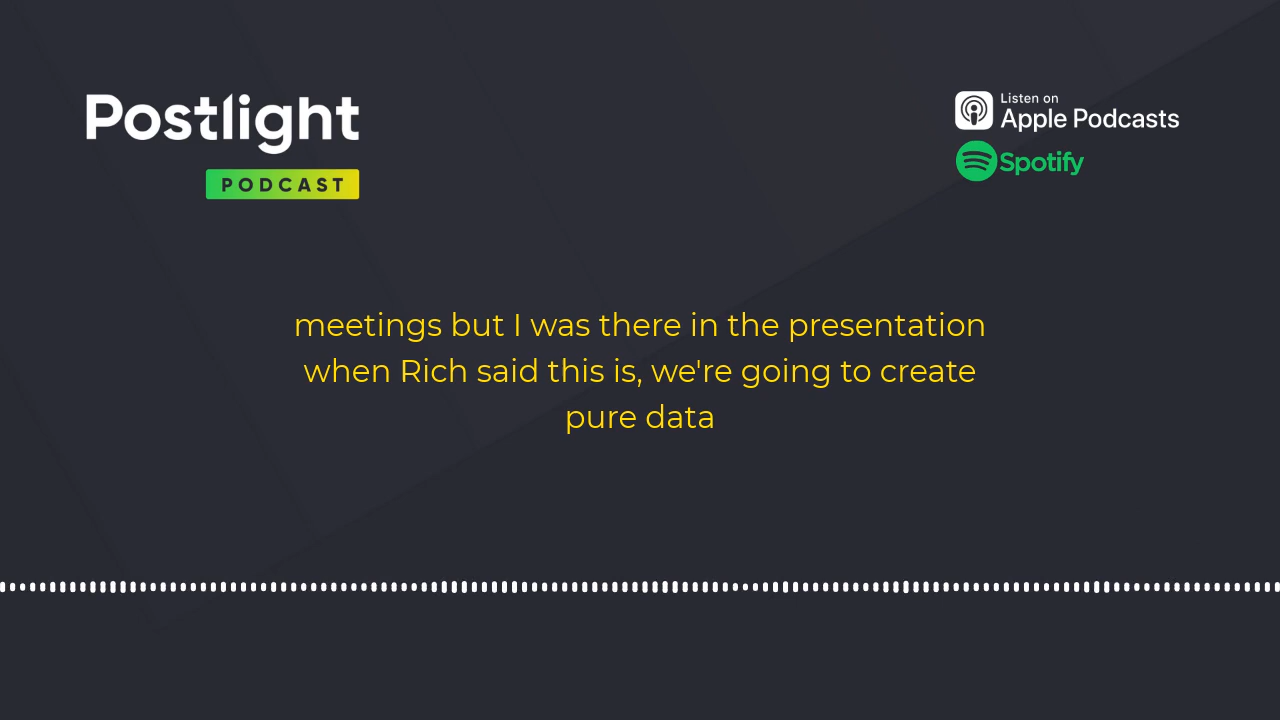 Postlight
PODCAST
Listen on
Apple Podcasts
Spotify
meetings but I was there in the presentation
when Rich said this is, we're going to create
pure data